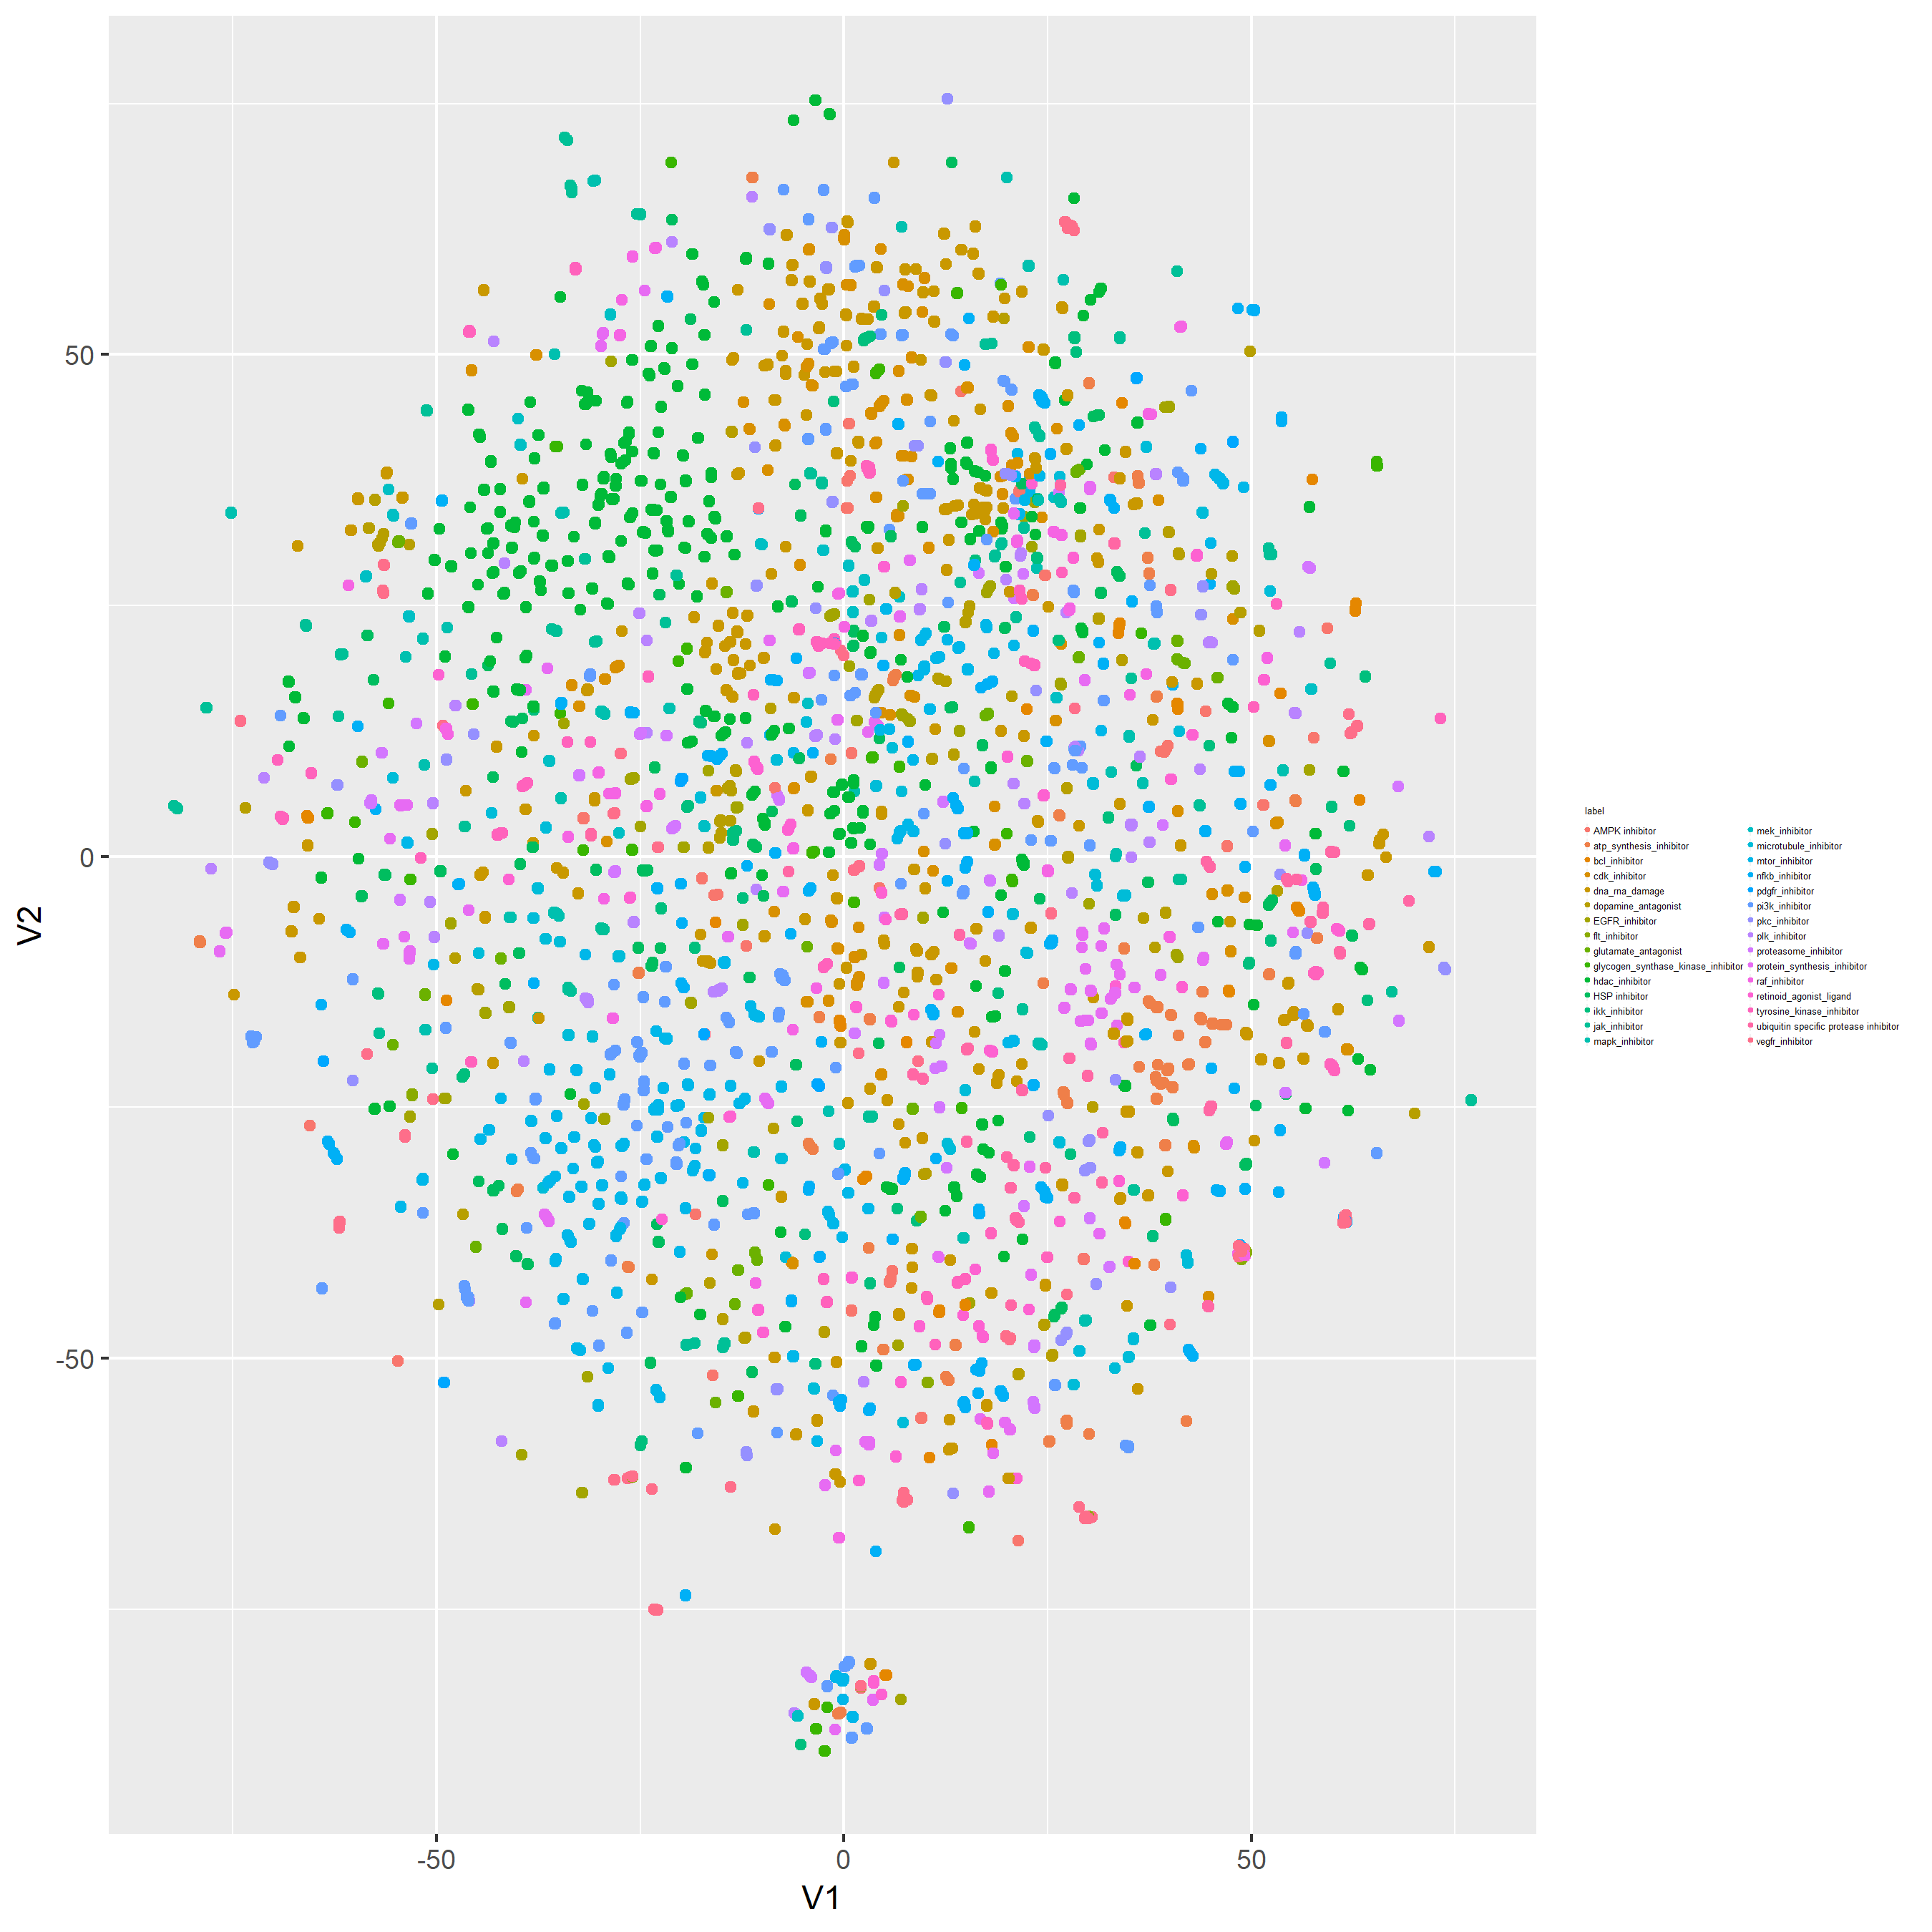 50
0
-50
V2
-50
0
50
V1
label
AMPK inhibitor
atp_synthesis_inhibitor
bcl_inhibitor
cdk_inhibitor
dna_rna_damage
dopamine_antagonist
EGFR_inhibitor
flt_inhibitor
glutamate_antagonist
glycogen_synthase_kinase_inhibitor
hdac_inhibitor
HSP inhibitor
ikk_inhibitor
jak_inhibitor
mapk_inhibitor
mek_inhibitor
microtubule_inhibitor
mtor_inhibitor
nfkb_inhibitor
pdgfr_inhibitor
pi3k_inhibitor
pkc_inhibitor
plk_inhibitor
proteasome_inhibitor
protein_synthesis_inhibitor
raf_inhibitor
retinoid_agonist_ligand
tyrosine_kinase_inhibitor
ubiquitin specific protease inhibitor
vegfr_inhibitor